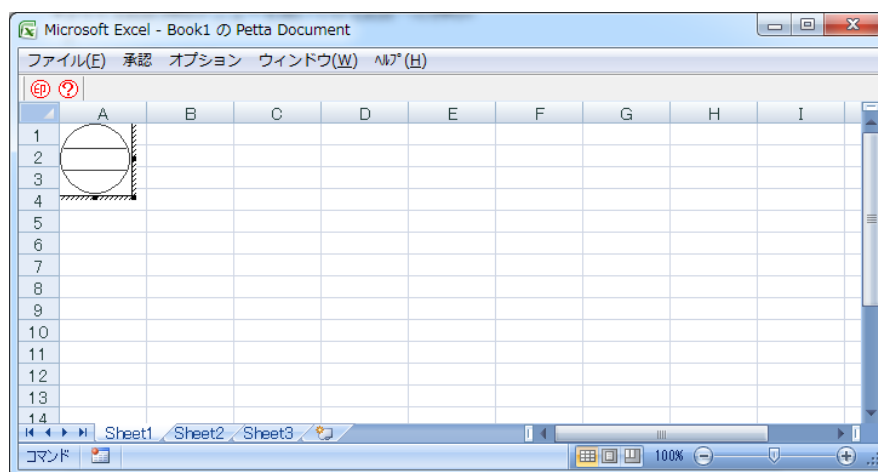 Microsoft Excel - Book1 の Petta Document
ファイル(F) 承認 オプション ウィンドウ(W) ﾍﾙﾌﾟ(H)
印 ?
A B C D E F G H I
1
2
3
4
5
6
7
8
9
10
11
12
13
14
Sheet1 Sheet2 Sheet3
コマンド 100%